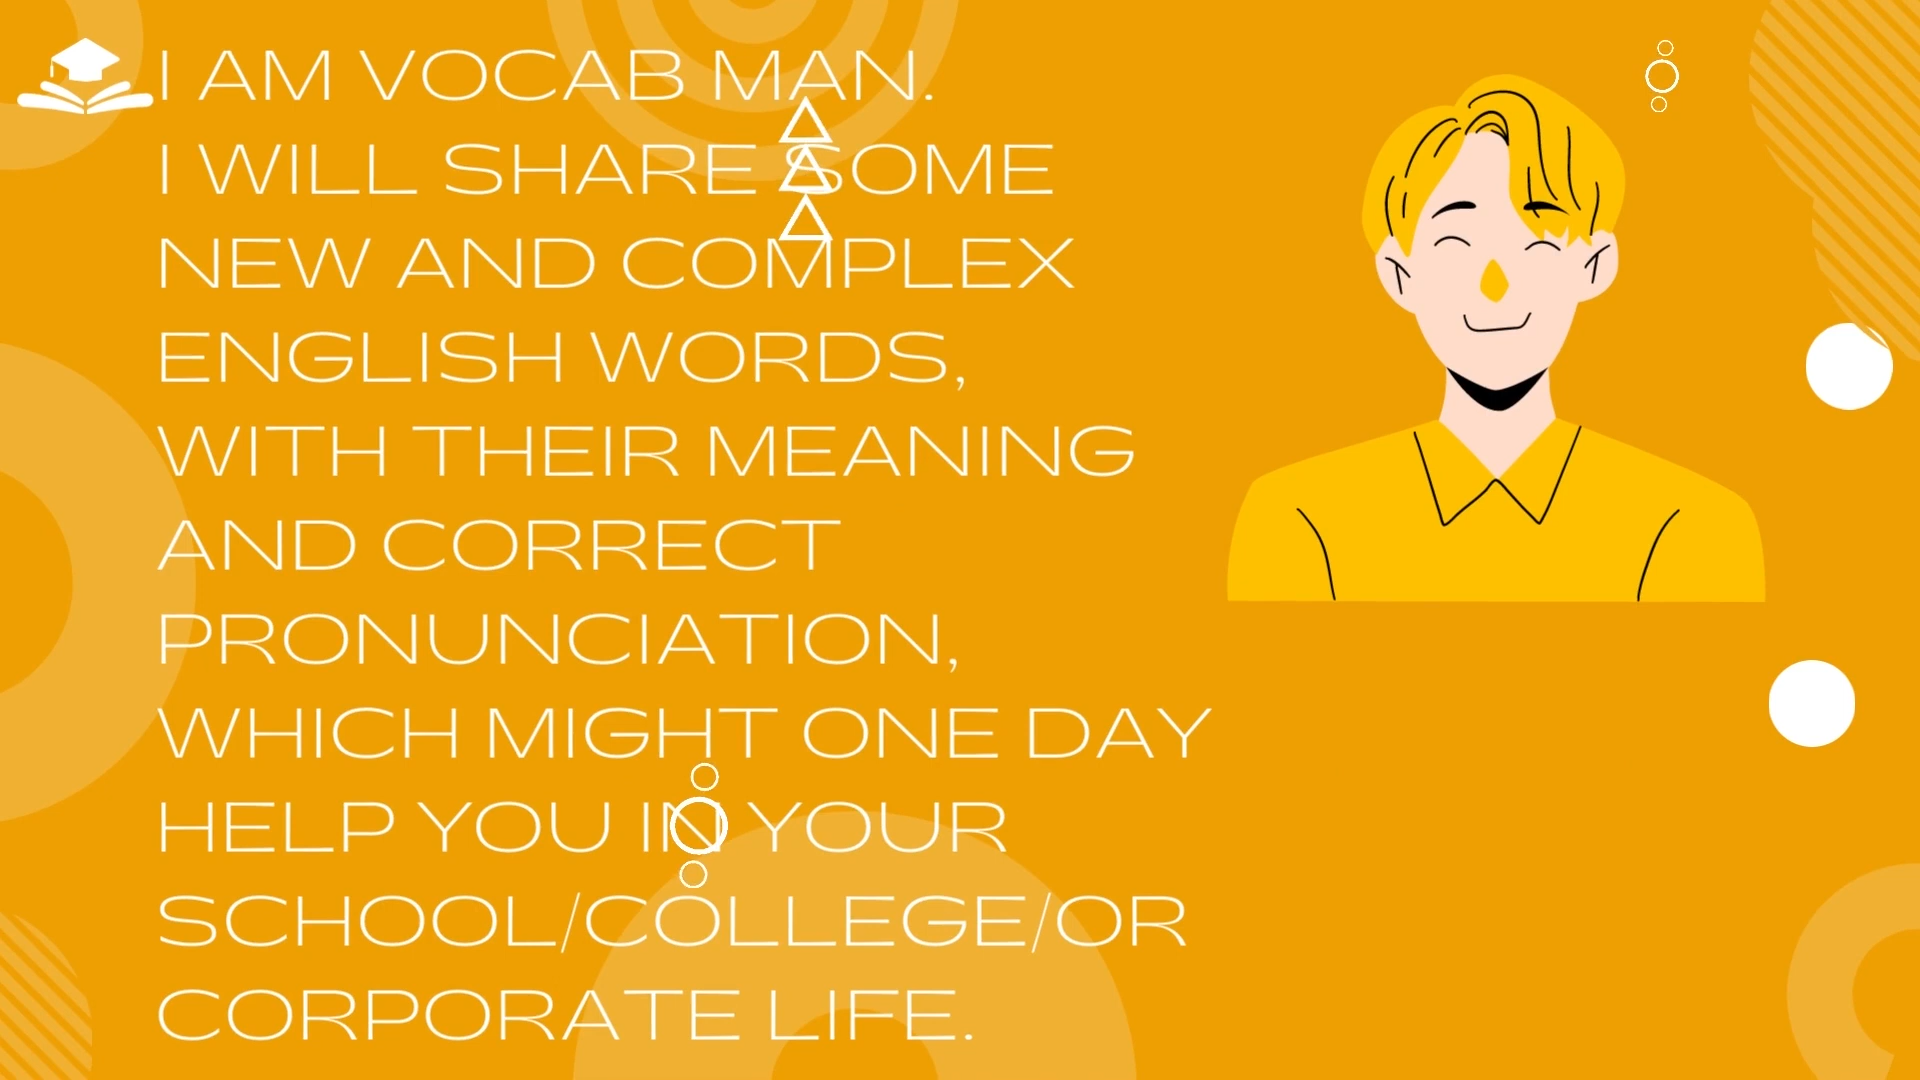 I AM VOCAB MAN.
I WILL SHARE SOME
NEW AND COMPLEX
ENGLISH WORDS,
WITH THEIR MEANING
AND CORRECT
PRONUNCIATION,
WHICH MIGHT ONE DAY
HELP YOU IN YOUR
SCHOOL/COLLEGE/OR
CORPORATE LIFE.